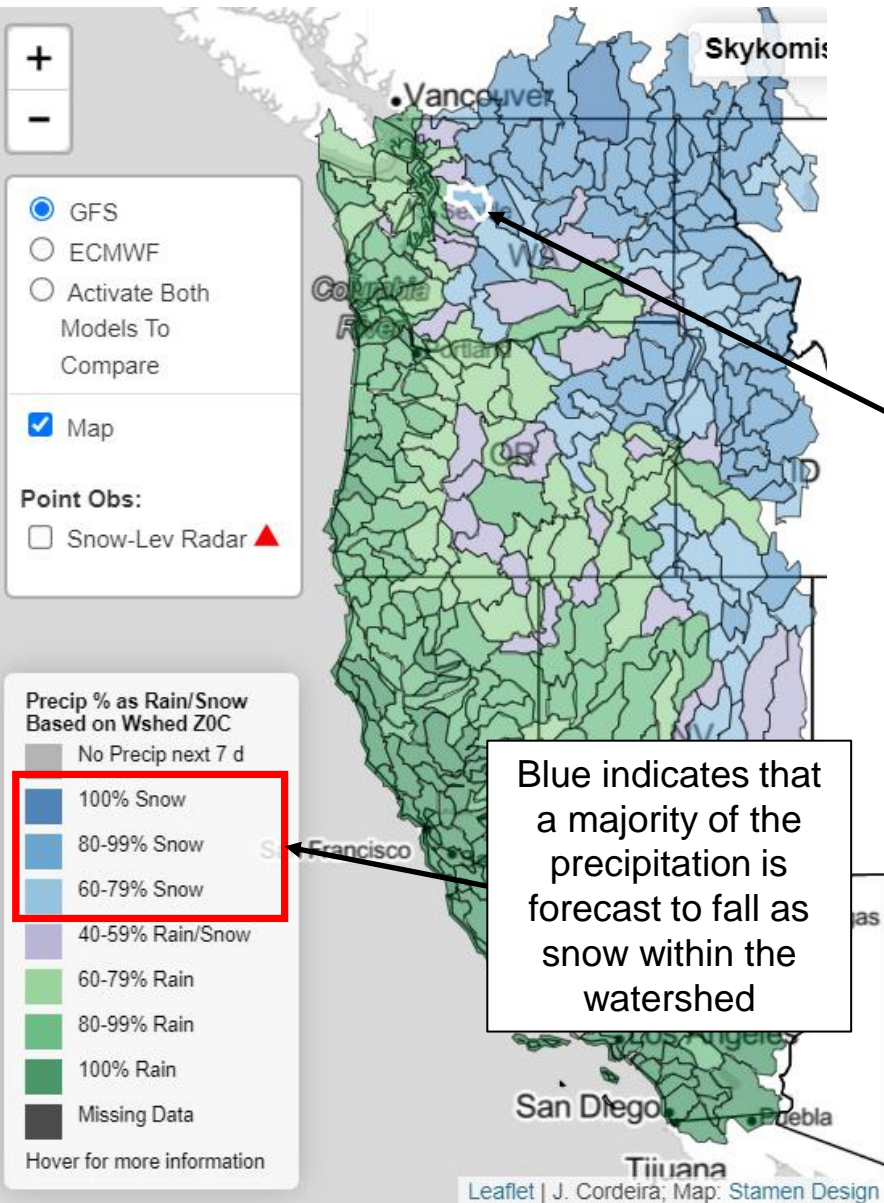 +
Skykomis
−
Vancouver
GFS
Seattle
ECMWF
WA
Activate Both
Models To
Compare
Columbia
River
Portland
Map
OR
ID
Point Obs:
Snow-Lev Radar
Precip % as Rain/Snow
Based on Wshed Z0C
No Precip next 7 d
100% Snow
80-99% Snow
60-79% Snow
40-59% Rain/Snow
60-79% Rain
80-99% Rain
100% Rain
Missing Data
Hover for more information
NV
San Francisco
Blue indicates that
a majority of the
precipitation is
forecast to fall as
snow within the
watershed
gas
Los Angeles
San Diego
Puebla
Tijuana
Leaflet | J. Cordeira; Map: Stamen Design